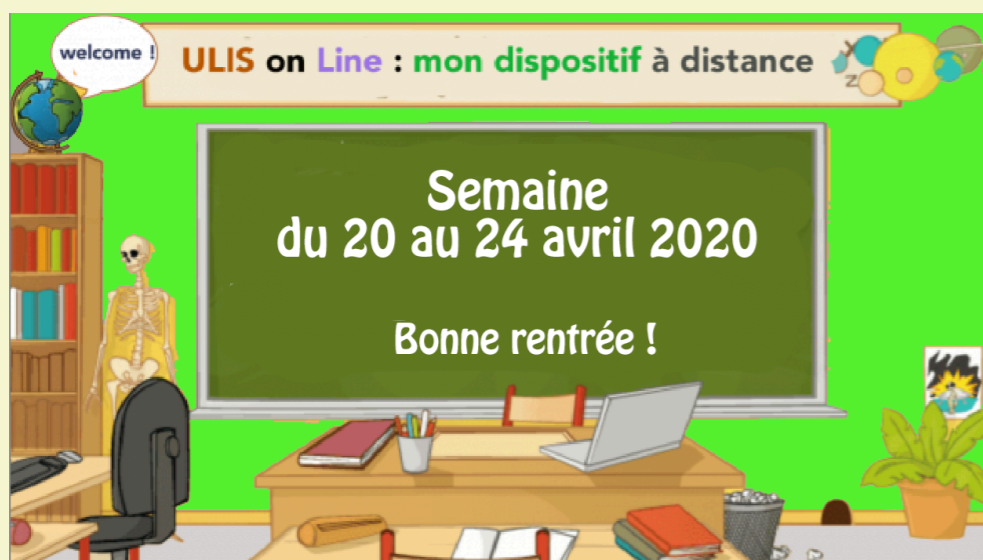 welcome !
ULIS on Line : mon dispositif à distance
Semaine
du 20 au 24 avril 2020
Bonne rentrée !